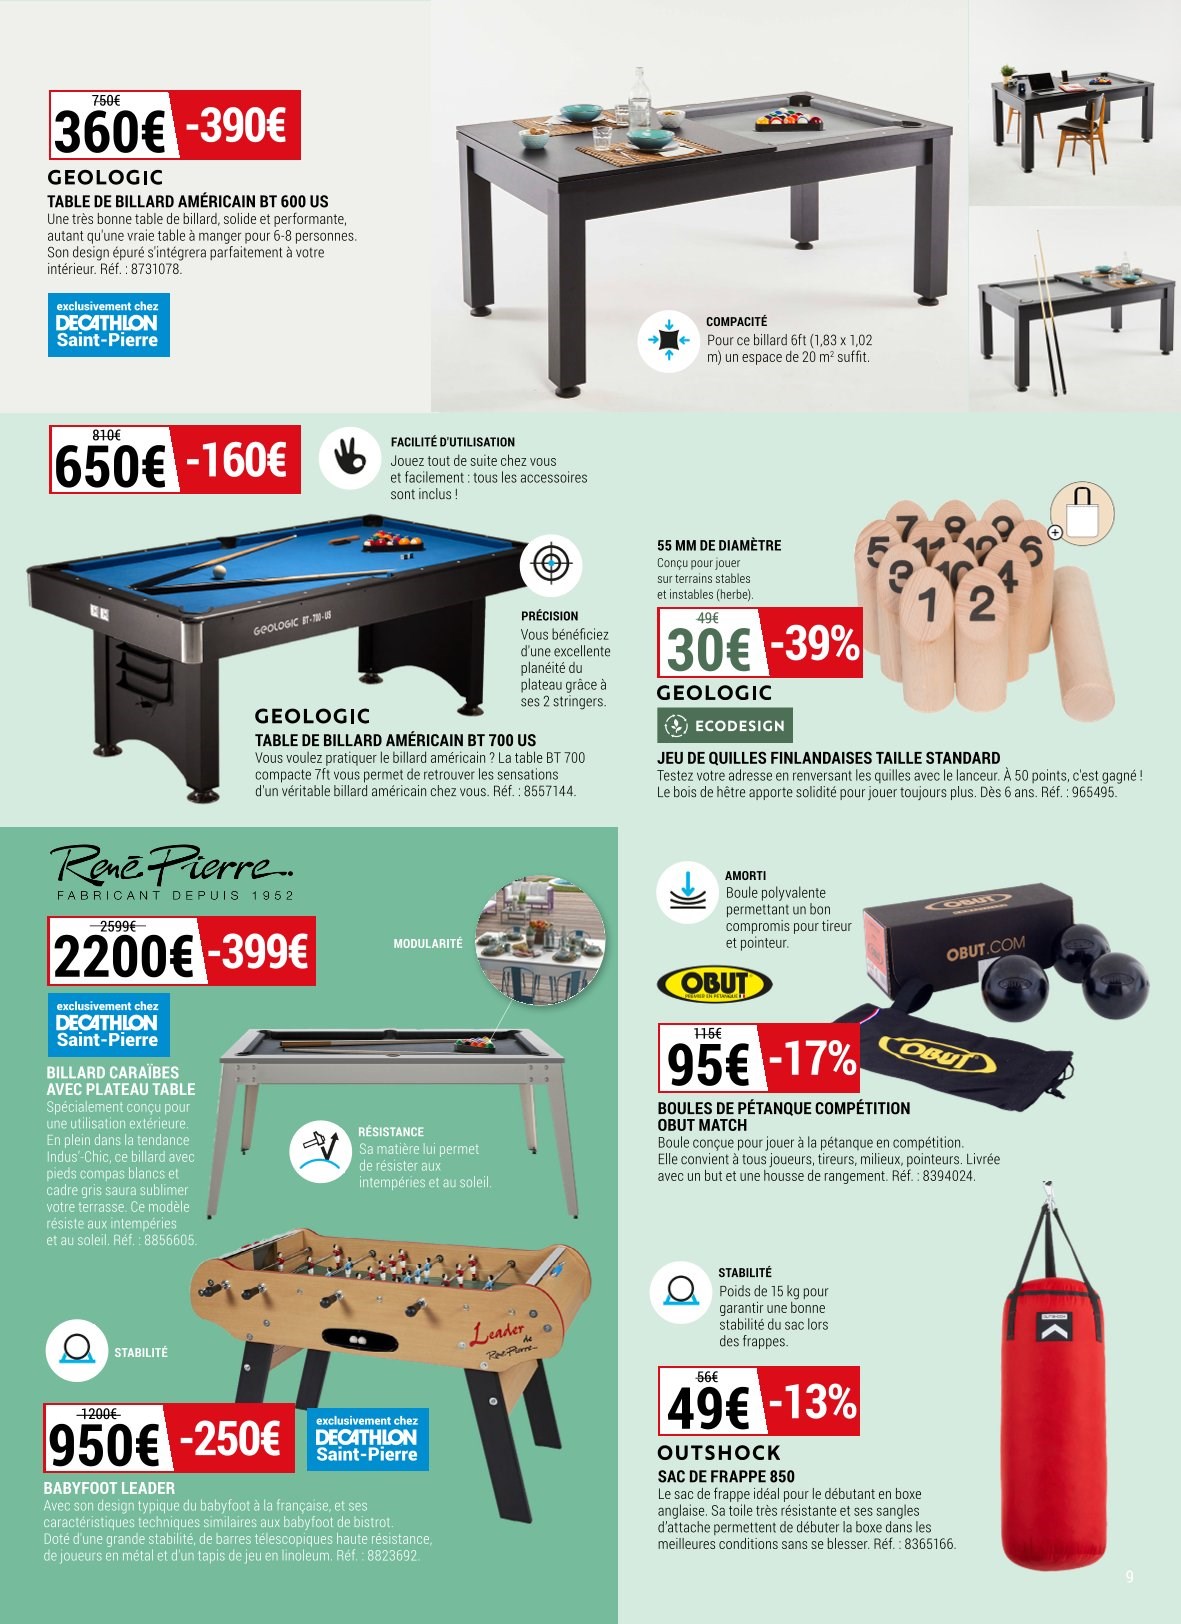 750€
360€ -390€
GEOLOGIC
TABLE DE BILLARD AMÉRICAIN BT 600 US
Une très bonne table de billard, solide et performante,
autant qu'une vraie table à manger pour 6-8 personnes.
Son design épuré s'intégrera parfaitement à votre
intérieur. Réf. : 8731078.
exclusivement chez
DECATHLON
Saint-Pierre
COMPACITÉ
Pour ce billard 6ft (1,83 x 1,02
m) un espace de 20 m² suffit.
810€
650€ -160€
FACILITÉ D'UTILISATION
Jouez tout de suite chez vous
et facilement : tous les accessoires
sont inclus !
GEOLOGIC BT-700-US
PRÉCISION
Vous bénéficiez
d'une excellente
planéité du
plateau grâce à
ses 2 stringers.
GEOLOGIC
TABLE DE BILLARD AMÉRICAIN BT 700 US
Vous voulez pratiquer le billard américain ? La table BT 700
compacte 7ft vous permet de retrouver les sensations
d'un véritable billard américain chez vous. Réf. : 8557144.
55 MM DE DIAMÈTRE
Conçu pour jouer
sur terrains stables
et instables (herbe).
7 8 9
5 11 12 6
3 10 4
1 2
49€
30€ -39%
GEOLOGIC
ECODESIGN
JEU DE QUILLES FINLANDAISES TAILLE STANDARD
Testez votre adresse en renversant les quilles avec le lanceur. À 50 points, c'est gagné !
Le bois de hêtre apporte solidité pour jouer toujours plus. Dès 6 ans. Réf. : 965495.
René Pierre
FABRICANT DEPUIS 1952
2599€
2200€ -399€
exclusivement chez
DECATHLON
Saint-Pierre
MODULARITÉ
BILLARD CARAÏBES
AVEC PLATEAU TABLE
Spécialement conçu pour
une utilisation extérieure.
En plein dans la tendance
Indus'-Chic, ce billard avec
pieds compas blancs et
cadre gris saura sublimer
votre terrasse. Ce modèle
résiste aux intempéries
et au soleil. Réf. : 8856605.
RÉSISTANCE
Sa matière lui permet
de résister aux
intempéries et au soleil.
Leader
de
René-Pierre
STABILITÉ
1200€
950€ -250€
exclusivement chez
DECATHLON
Saint-Pierre
BABYFOOT LEADER
Avec son design typique du babyfoot à la française, et ses
caractéristiques techniques similaires aux babyfoot de bistrot.
Doté d'une grande stabilité, de barres télescopiques haute résistance,
de joueurs en métal et d'un tapis de jeu en linoleum. Réf. : 8823692.
AMORTI
Boule polyvalente
permettant un bon
compromis pour tireur
et pointeur.
OBUT
OBUT.COM
OBUT
PREMIER EN PÉTANQUE
OBUT
115€
95€ -17%
BOULES DE PÉTANQUE COMPÉTITION
OBUT MATCH
Boule conçue pour jouer à la pétanque en compétition.
Elle convient à tous joueurs, tireurs, milieux, pointeurs. Livrée
avec un but et une housse de rangement. Réf. : 8394024.
STABILITÉ
Poids de 15 kg pour
garantir une bonne
stabilité du sac lors
des frappes.
OUTSHOCK
56€
49€ -13%
OUTSHOCK
SAC DE FRAPPE 850
Le sac de frappe idéal pour le débutant en boxe
anglaise. Sa toile très résistante et ses sangles
d'attache permettent de débuter la boxe dans les
meilleures conditions sans se blesser. Réf. : 8365166.
9